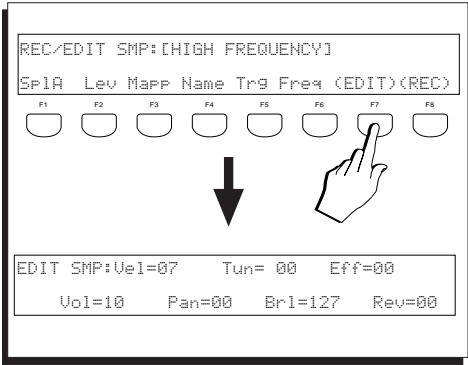 REC/EDIT SMP:[HIGH FREQUENCY]
SplA Lev Mapp Name Trg Freq (EDIT)(REC)
F1 F2 F3 F4 F5 F6 F7 F8
EDIT SMP:Vel=07 Tun= 00 Eff=00
Vol=10 Pan=00 Brl=127 Rev=00